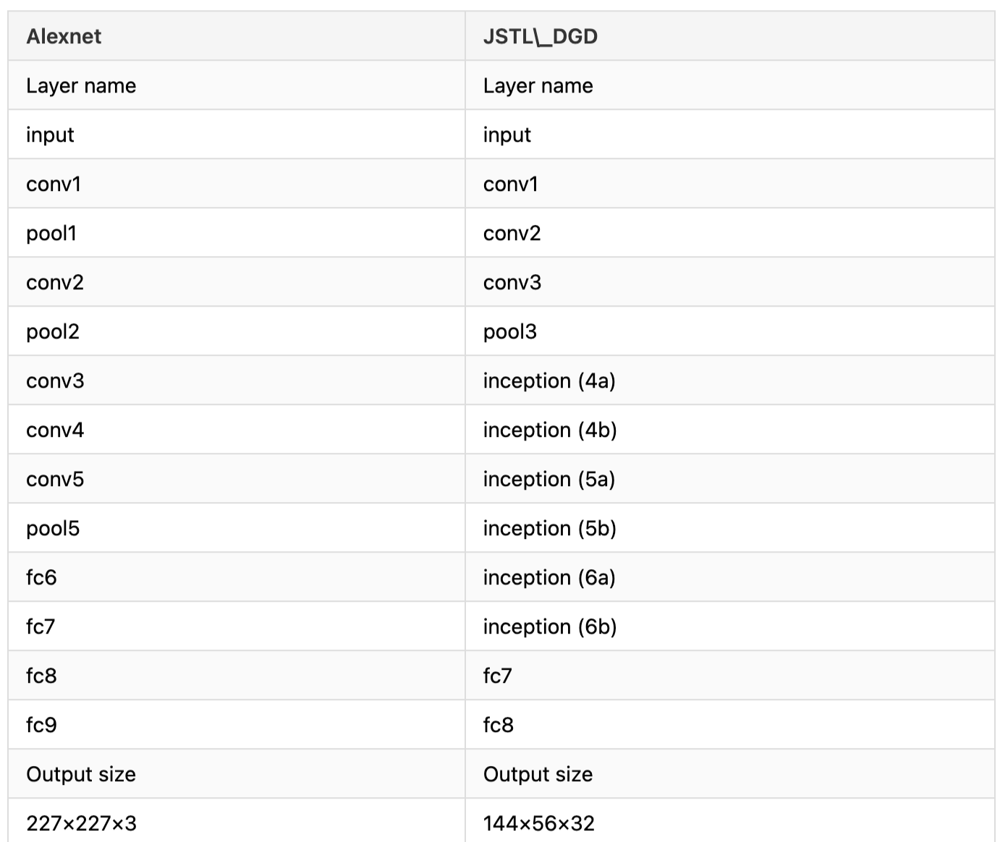 Alexnet JSTL\_DGD
Layer name Layer name
input input
conv1 conv1
pool1 conv2
conv2 conv3
pool2 pool3
conv3 inception (4a)
conv4 inception (4b)
conv5 inception (5a)
pool5 inception (5b)
fc6 inception (6a)
fc7 inception (6b)
fc8 fc7
fc9 fc8
Output size Output size
227×227×3 144×56×32